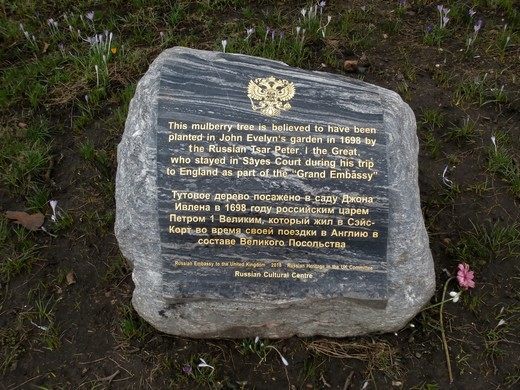 This mulberry tree is believed to have been
planted in John Evelyn's garden in 1698 by
the Russian Tsar Peter I the Great,
who stayed in Sayes Court during his trip
to England as part of the "Grand Embassy"
Тутовое дерево посажено в саду Джона
Ивлена в 1698 году российским царем
Петром 1 Великим, который жил в Сэйс-
Корт во время своей поездки в Англию в
составе Великого Посольства
Russian Embassy to the United Kingdom Russian Heritage in the UK Committee
Russian Cultural Centre